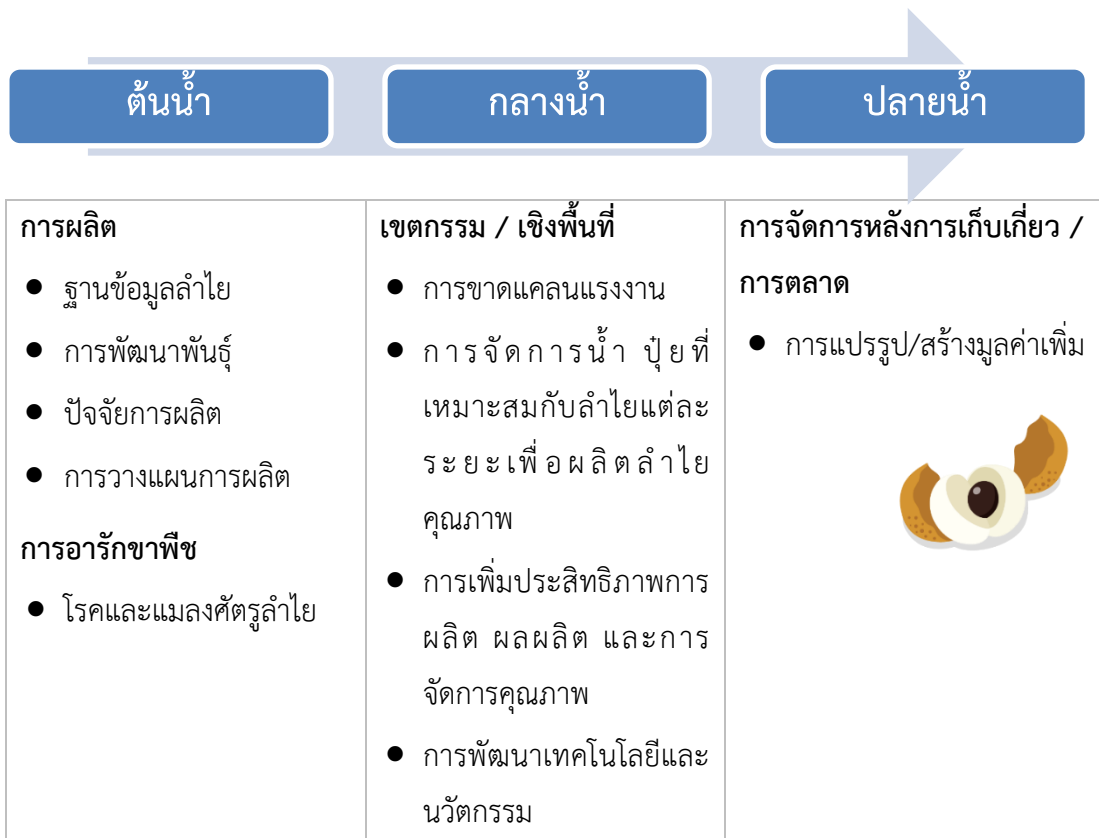 ต้นน้ำ
กลางน้ำ
ปลายน้ำ
การผลิต
● ฐานข้อมูลลำไย
● การพัฒนาพันธุ์
● ปัจจัยการผลิต
● การวางแผนการผลิต
การอารักขาพืช
● โรคและแมลงศัตรูลำไย
เขตกรรม / เชิงพื้นที่
● การขาดแคลนแรงงาน
● การจัดการน้ำ ปุ๋ยที่
เหมาะสมกับลำไยแต่ละ
ระยะเพื่อผลิตลำไย
คุณภาพ
● การเพิ่มประสิทธิภาพการ
ผลิต ผลผลิต และการ
จัดการคุณภาพ
● การพัฒนาเทคโนโลยีและ
นวัตกรรม
การจัดการหลังการเก็บเกี่ยว /
การตลาด
● การแปรรูป/สร้างมูลค่าเพิ่ม